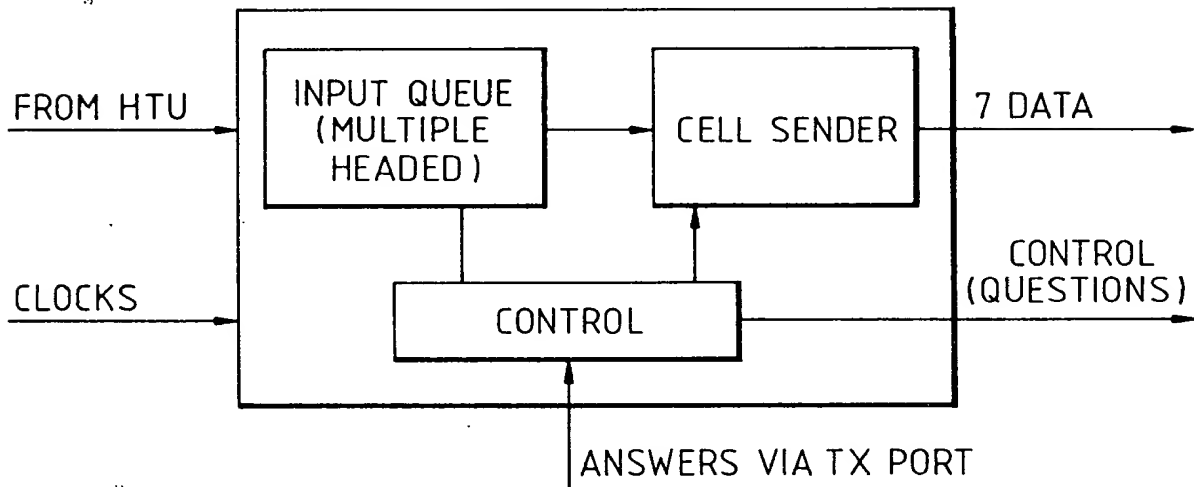 FROM HTU
INPUT QUEUE
(MULTIPLE
HEADED)
CELL SENDER
7 DATA
CLOCKS
CONTROL
CONTROL
(QUESTIONS)
ANSWERS VIA TX PORT